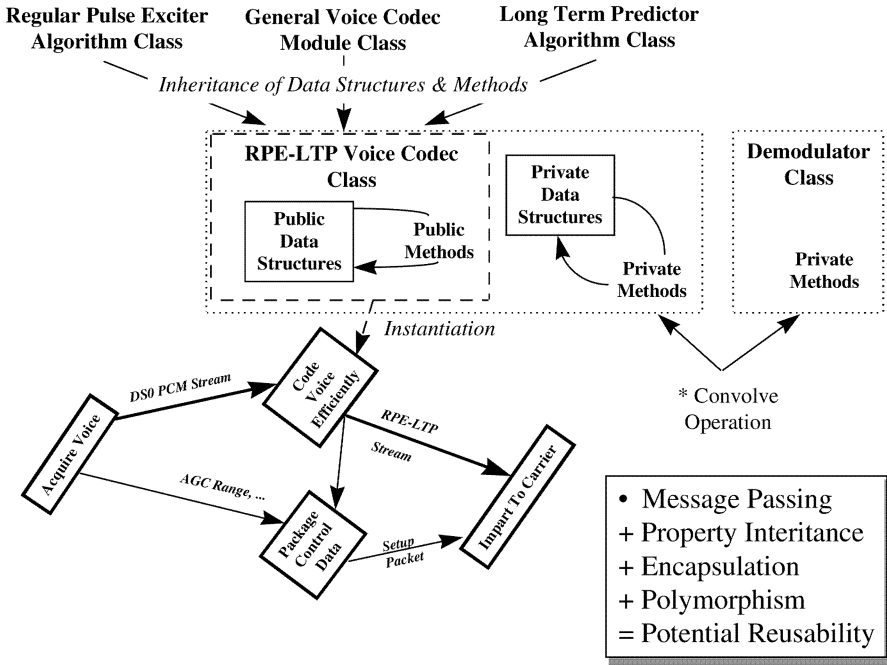 Regular Pulse Exciter
Algorithm Class
General Voice Codec
Module Class
Long Term Predictor
Algorithm Class
Inheritance of Data Structures & Methods
RPE-LTP Voice Codec
Class
Public
Data
Structures
Public
Methods
Private
Data
Structures
Private
Methods
Demodulator
Class
Private
Methods
Instantiation
* Convolve
Operation
Code
Voice
Efficiently
DS0 PCM Stream
Acquire Voice
AGC Range, ...
RPE-LTP
Stream
Package
Control
Data
Setup
Packet
Impart To Carrier
• Message Passing
+ Property Interitance
+ Encapsulation
+ Polymorphism
= Potential Reusability